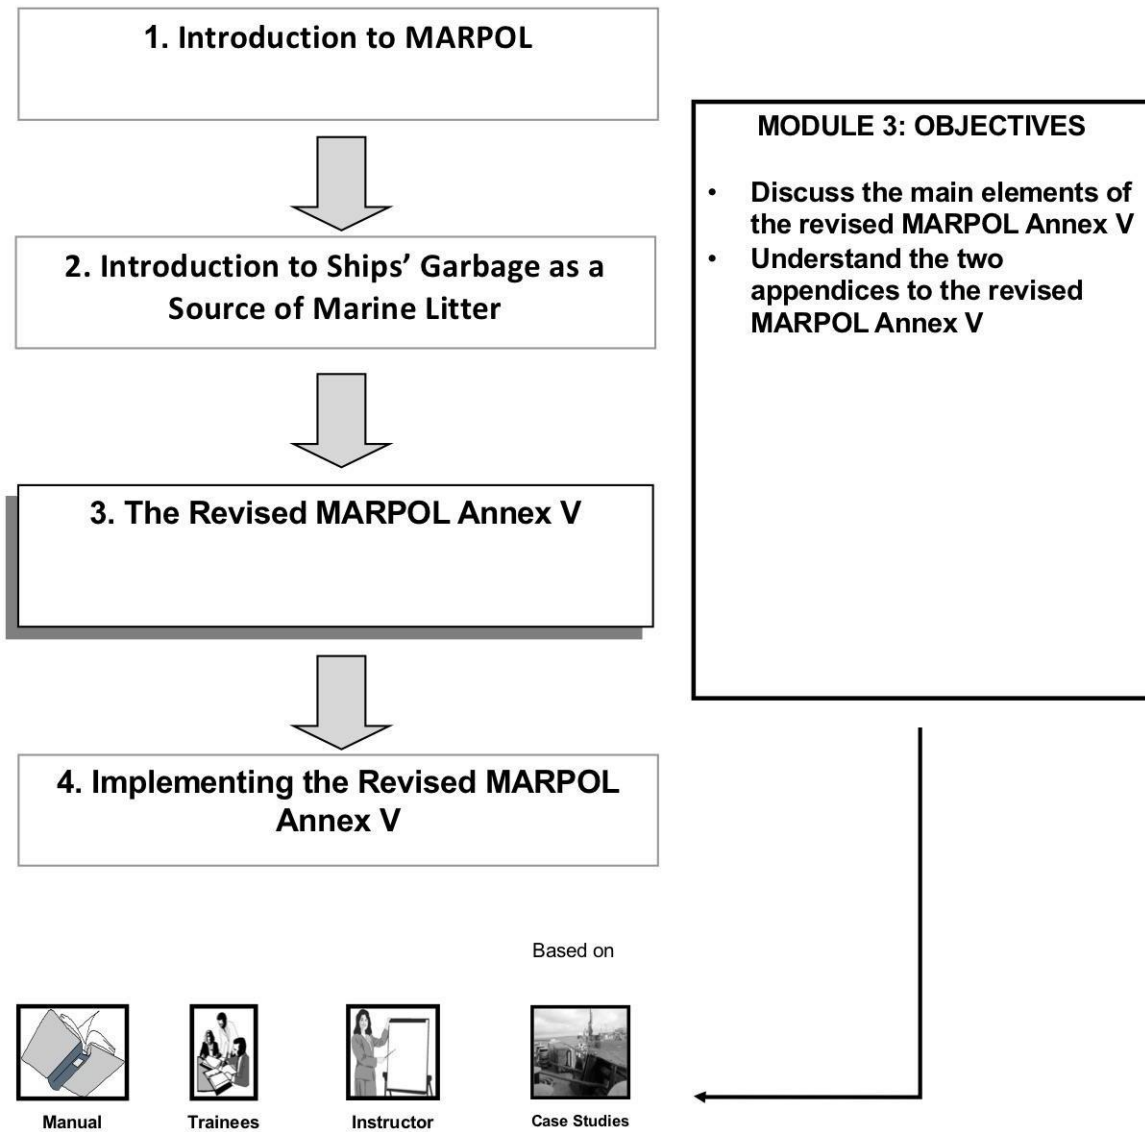 1. Introduction to MARPOL
2. Introduction to Ships’ Garbage as a
Source of Marine Litter
3. The Revised MARPOL Annex V
4. Implementing the Revised MARPOL
Annex V
MODULE 3: OBJECTIVES
• Discuss the main elements of
the revised MARPOL Annex V
• Understand the two
appendices to the revised
MARPOL Annex V
Based on
Manual
Trainees
Instructor
Case Studies